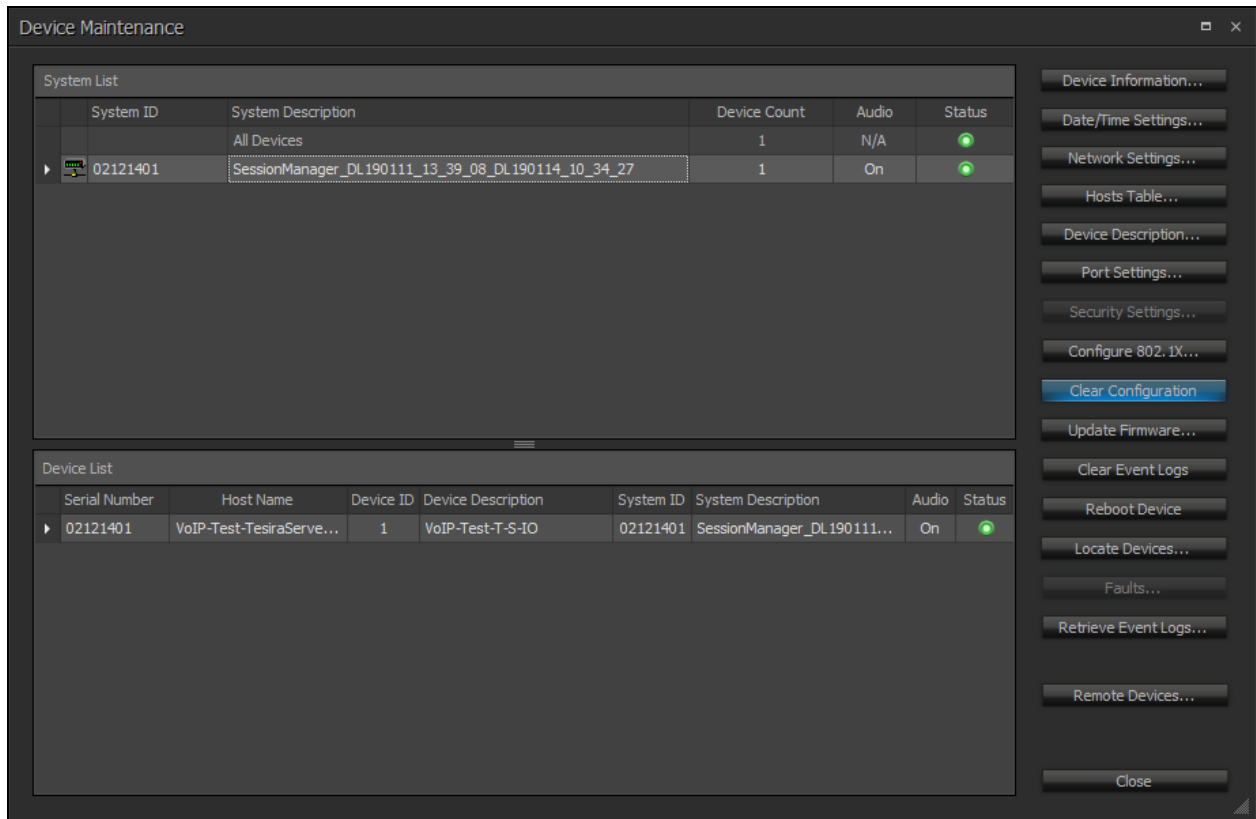 Device Maintenance
System List
System ID System Description Device Count Audio Status
All Devices 1 N/A
02121401 SessionManager_DL190111_13_39_08_DL190114_10_34_27 1 On
Device List
Serial Number Host Name Device ID Device Description System ID System Description Audio Status
02121401 VoIP-Test-TesiraServe... 1 VoIP-Test-T-S-IO 02121401 SessionManager_DL190111... On
Device Information...
Date/Time Settings...
Network Settings...
Hosts Table...
Device Description...
Port Settings...
Security Settings...
Configure 802.1X...
Clear Configuration
Update Firmware...
Clear Event Logs
Reboot Device
Locate Devices...
Faults...
Retrieve Event Logs...
Remote Devices...
Close